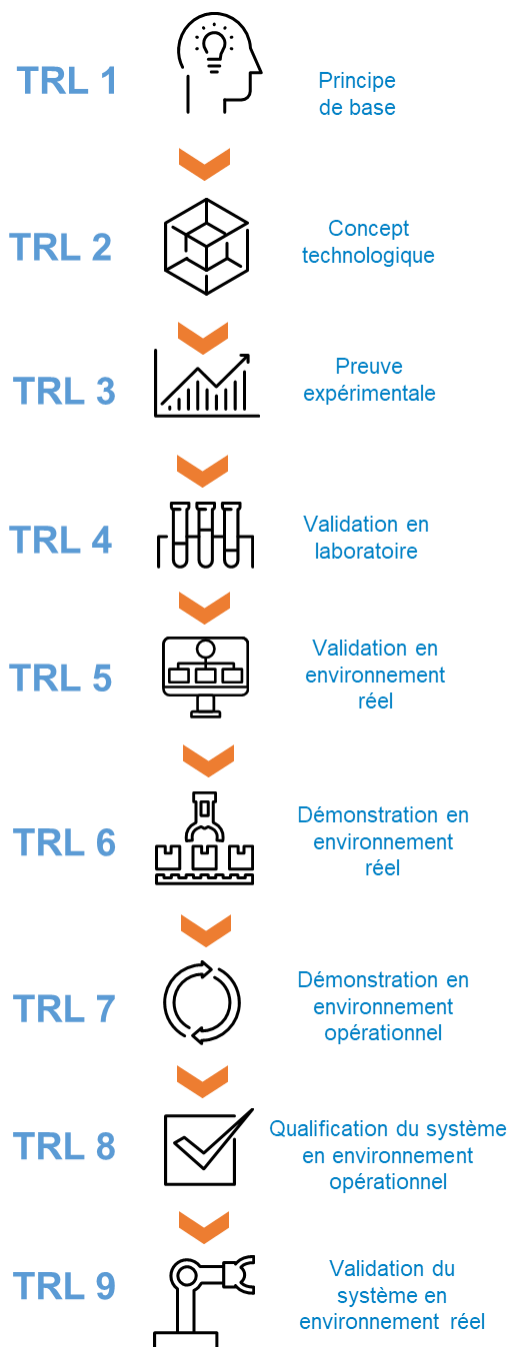 TRL 1
Principe
de base
TRL 2
Concept
technologique
TRL 3
Preuve
expérimentale
TRL 4
Validation en
laboratoire
TRL 5
Validation en
environnement
réel
TRL 6
Démonstration en
environnement
réel
TRL 7
Démonstration en
environnement
opérationnel
TRL 8
Qualification du système
en environnement
opérationnel
TRL 9
Validation du
système en
environnement réel